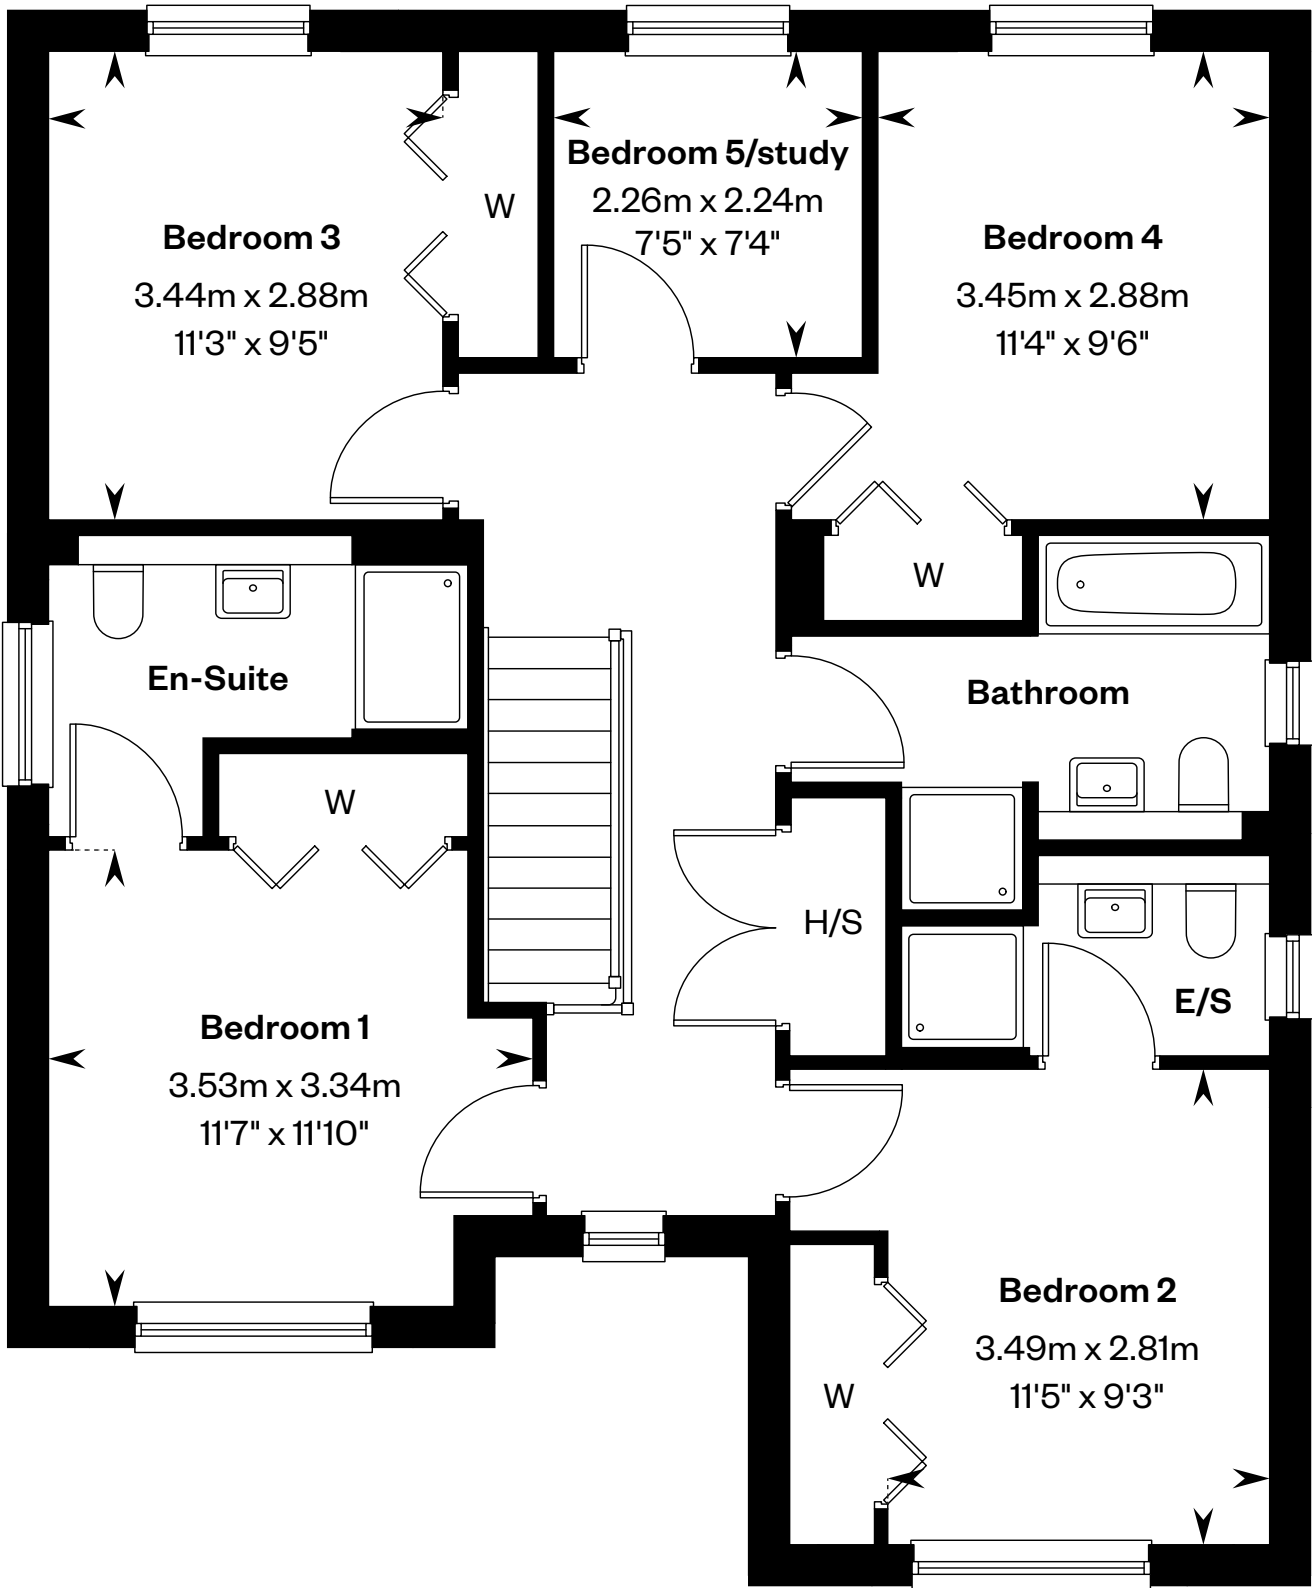 Bedroom 3
3.44m x 2.88m
11'3" x 9'5"
W
Bedroom 5/study
2.26m x 2.24m
7'5" x 7'4"
Bedroom 4
3.45m x 2.88m
11'4" x 9'6"
W
En-Suite
W
Bathroom
H/S
E/S
Bedroom 1
3.53m x 3.34m
11'7" x 11'10"
Bedroom 2
3.49m x 2.81m
11'5" x 9'3"
W